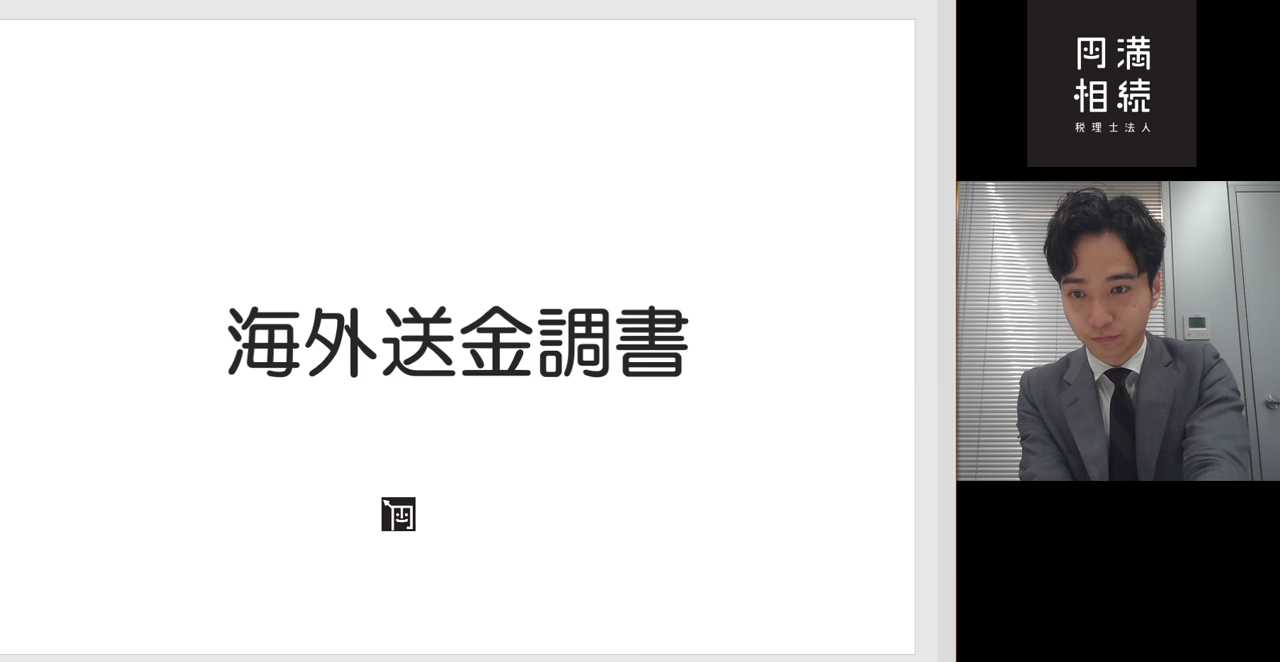 海外送金調書
円満
相続
税理士法人